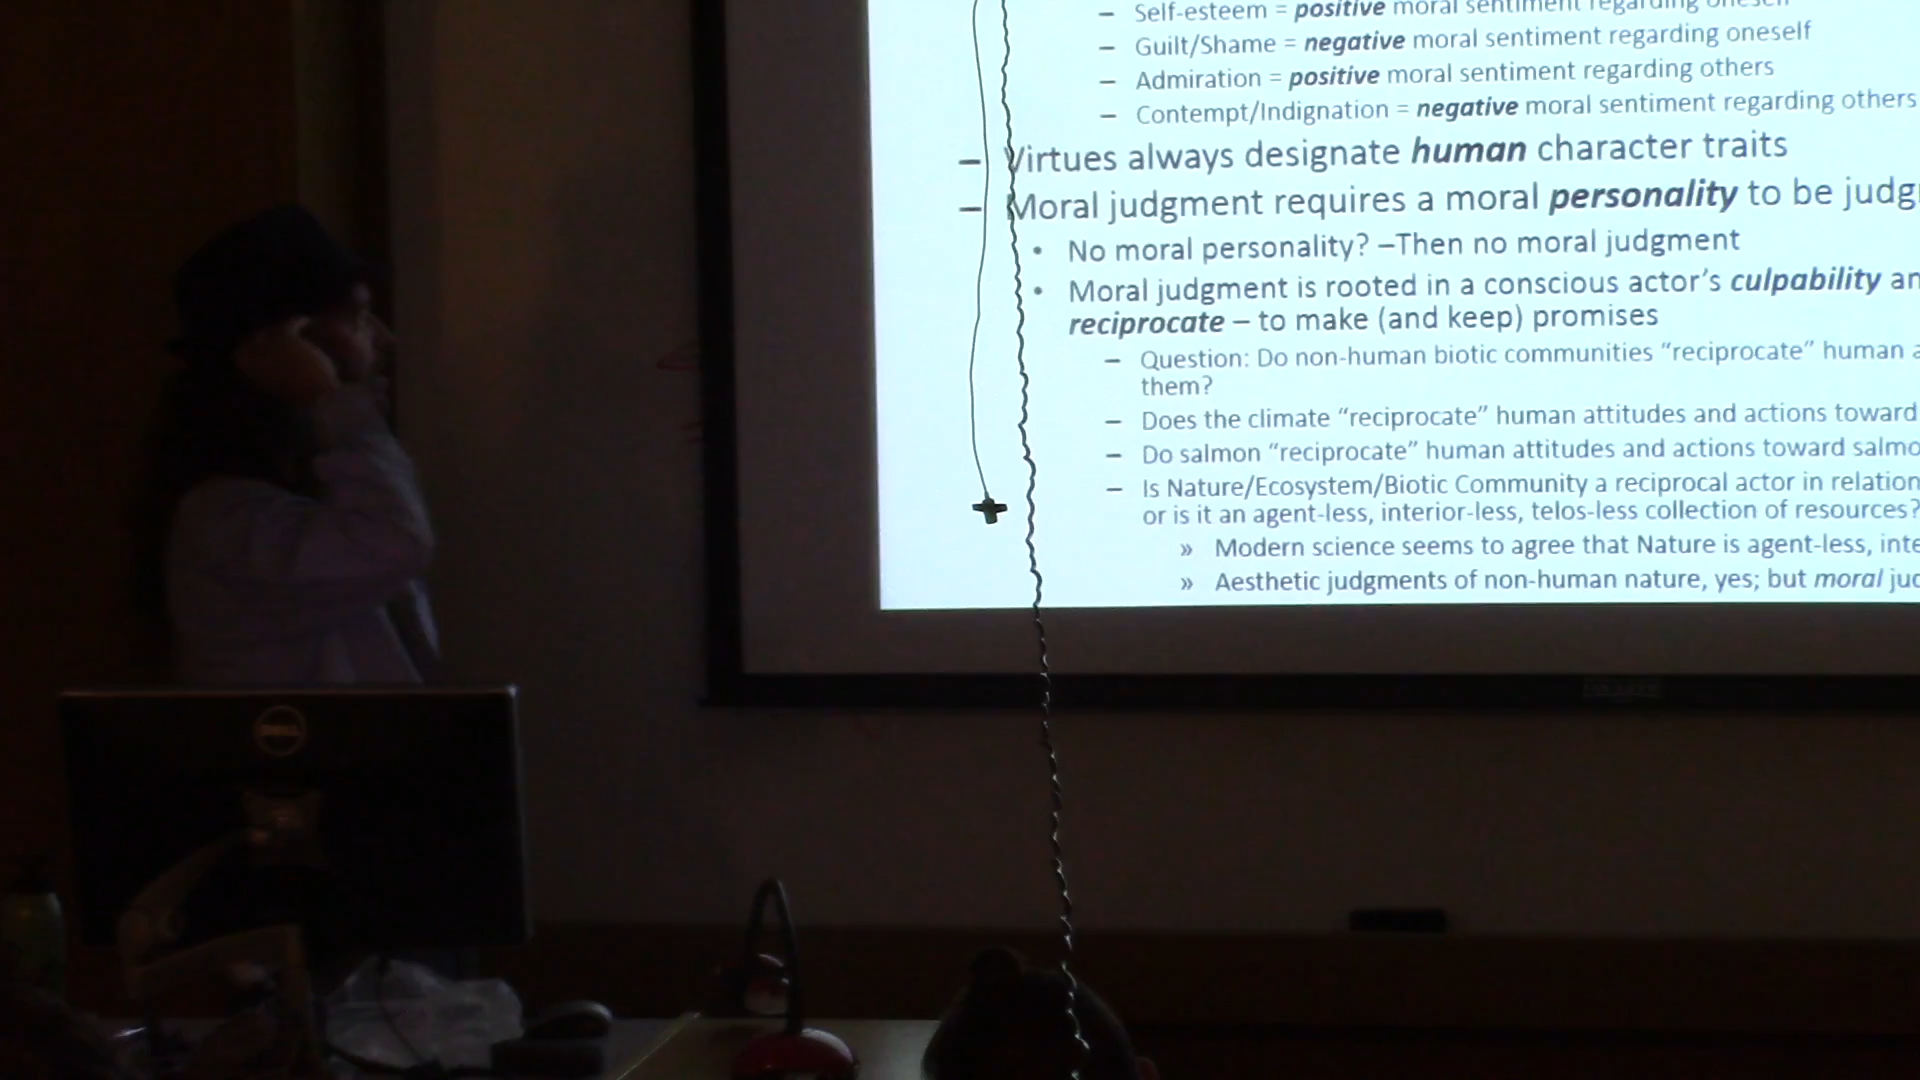 – Self-esteem = positive moral sentiment regarding oneself
– Guilt/Shame = negative moral sentiment regarding oneself
– Admiration = positive moral sentiment regarding others
– Contempt/Indignation = negative moral sentiment regarding others
– Virtues always designate human character traits
– Moral judgment requires a moral personality to be judg
• No moral personality? –Then no moral judgment
• Moral judgment is rooted in a conscious actor’s culpability an
reciprocate – to make (and keep) promises
– Question: Do non-human biotic communities “reciprocate” human a
them?
– Does the climate “reciprocate” human attitudes and actions toward
– Do salmon “reciprocate” human attitudes and actions toward salmo
– Is Nature/Ecosystem/Biotic Community a reciprocal actor in relation
or is it an agent-less, interior-less, telos-less collection of resources?
» Modern science seems to agree that Nature is agent-less, inte
» Aesthetic judgments of non-human nature, yes; but moral jud
DELL